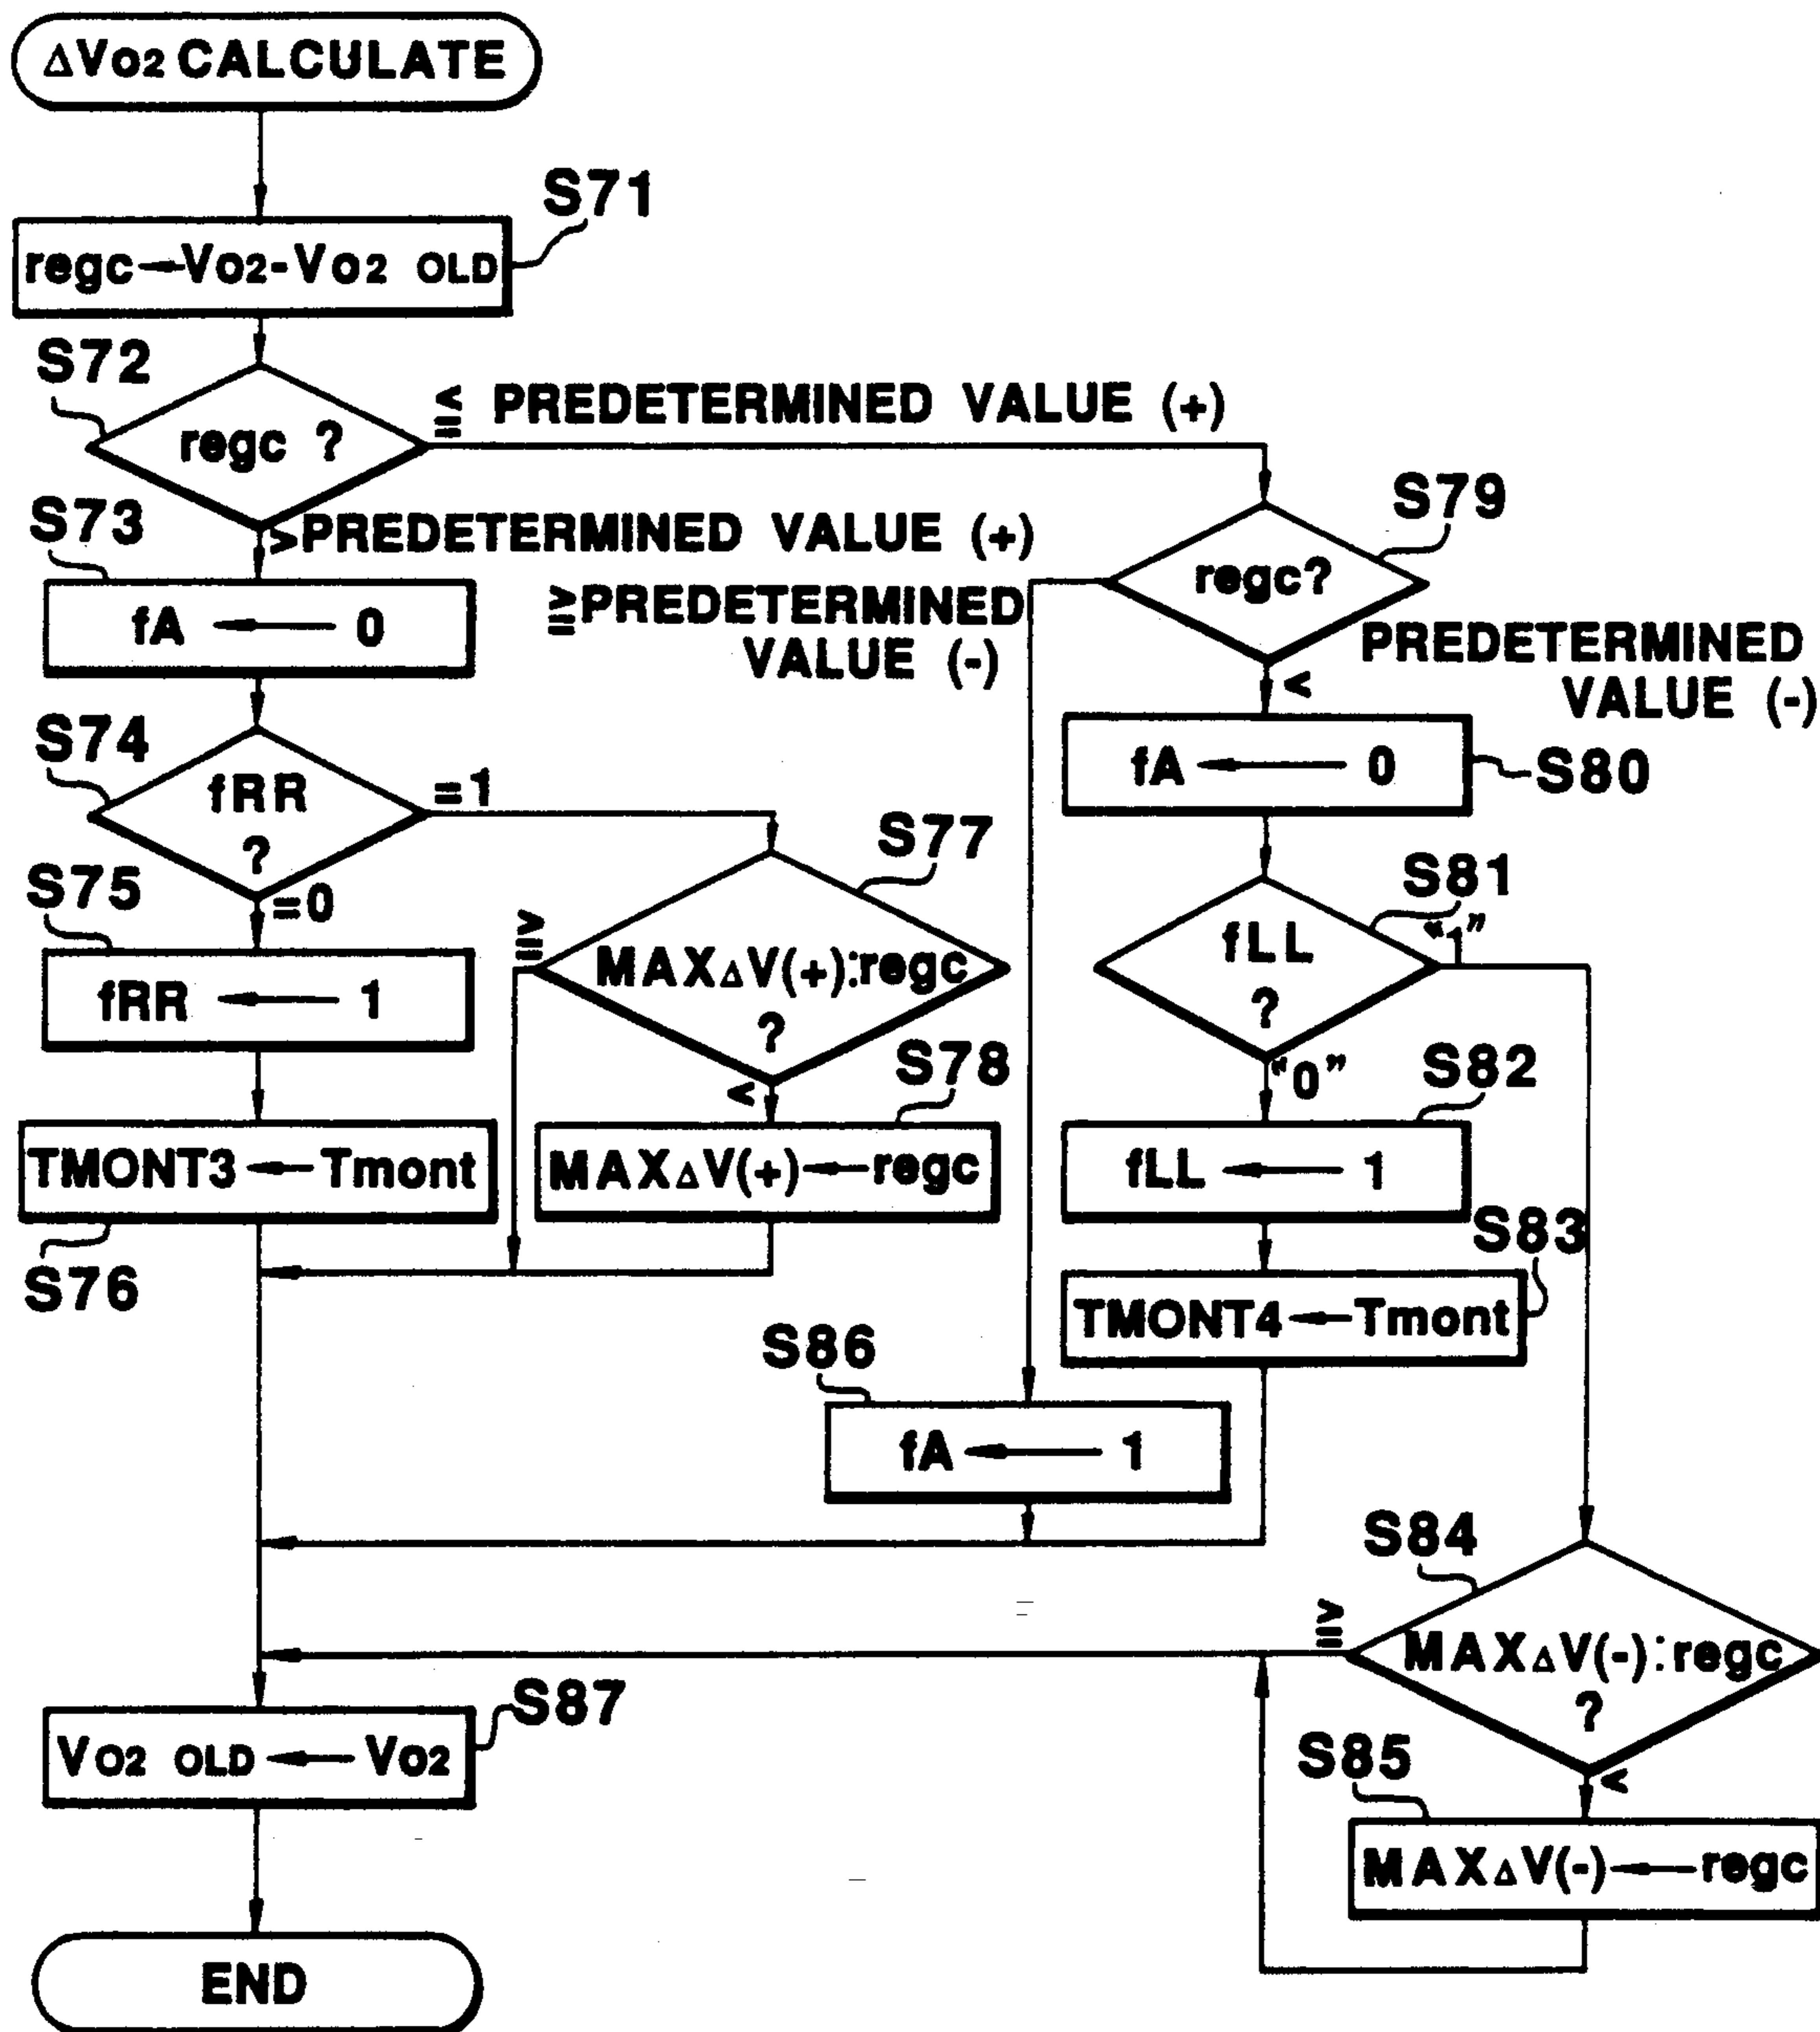 ΔVO2 CALCULATE
S71
regc←VO2-VO2 OLD
S72
regc ?
≦ PREDETERMINED VALUE (+)
>PREDETERMINED VALUE (+)
S73
fA ← 0
S74
fRR
?
=1
=0
S75
fRR ← 1
TMONT3←Tmont
S76
S77
MAXΔV(+):regc
?
≧
<
S78
MAXΔV(+)←regc
S79
regc?
≧PREDETERMINED
VALUE (-)
PREDETERMINED
VALUE (-)
<
fA ← 0
S80
S81
fLL
?
"1"
"0"
S82
fLL ← 1
S83
TMONT4←Tmont
S86
fA ← 1
S84
MAXΔV(-):regc
?
≧
<
S85
MAXΔV(-)←regc
S87
VO2 OLD ← VO2
END